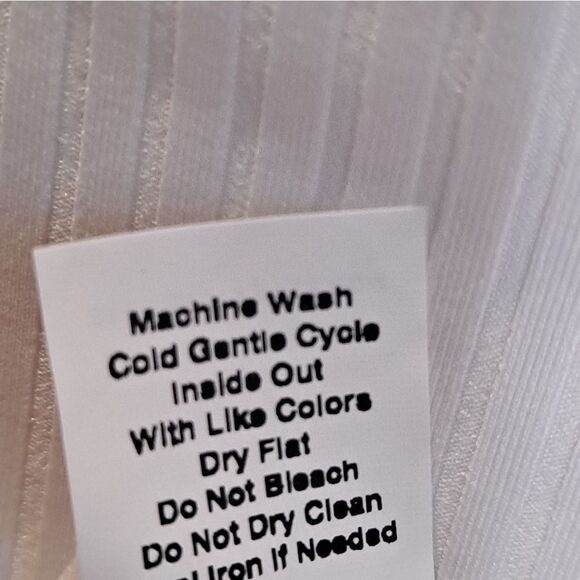 Machine Wash
Cold Gentle Cycle
Inside Out
With Like Colors
Dry Flat
Do Not Bleach
Do Not Dry Clean
Iron If Needed